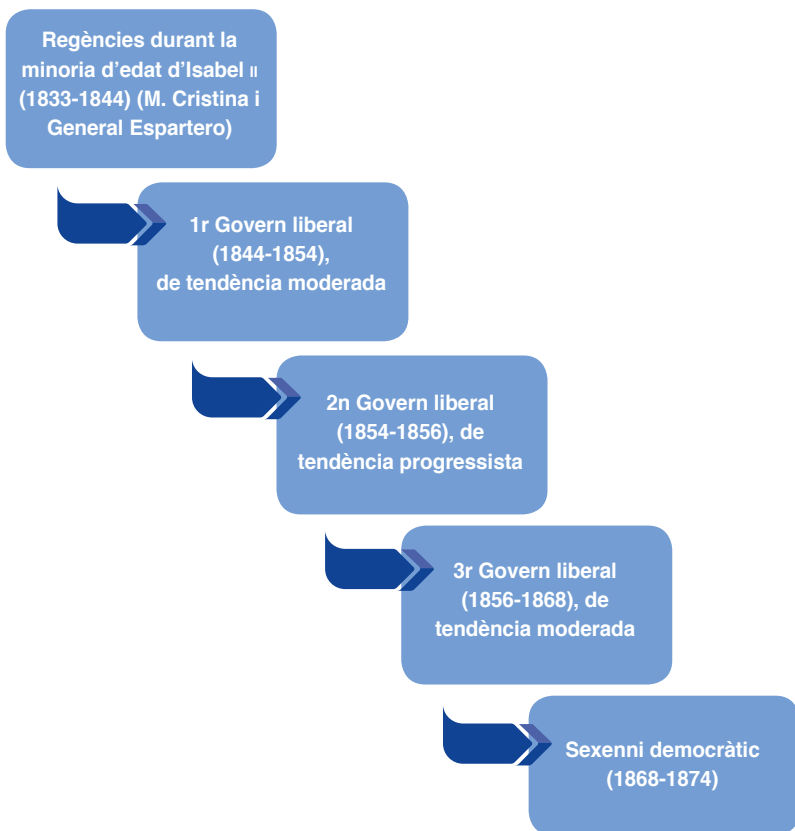 Regències durant la
minoria d'edat d'Isabel II
(1833-1844) (M. Cristina i
General Espartero)
1r Govern liberal
(1844-1854),
de tendència moderada
2n Govern liberal
(1854-1856), de
tendència progressista
3r Govern liberal
(1856-1868), de
tendència moderada
Sexenni democràtic
(1868-1874)